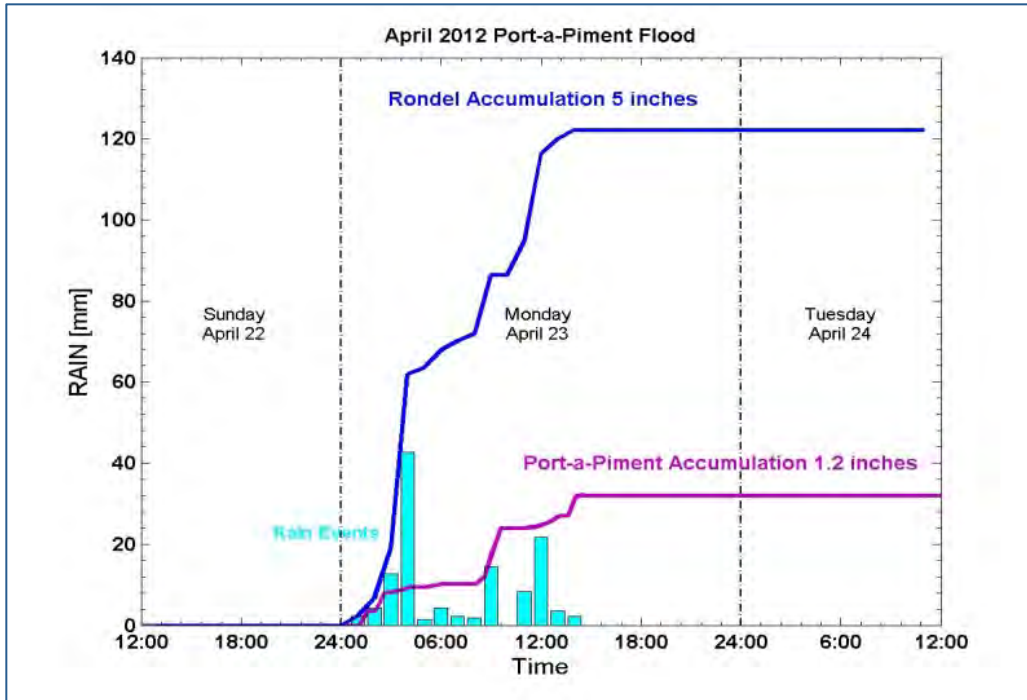 April 2012 Port-a-Piment Flood
140
120
100
80
60
40
20
0
RAIN [mm]
Rondel Accumulation 5 inches
Sunday
April 22
Monday
April 23
Tuesday
April 24
Port-a-Piment Accumulation 1.2 inches
Rain Events
12:00 18:00 24:00 06:00 12:00 18:00 24:00 06:00 12:00
Time